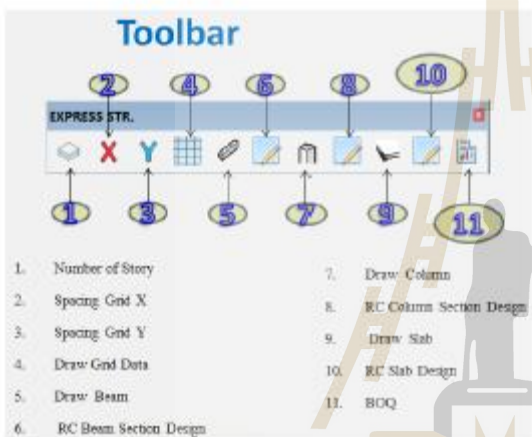 Toolbar
2 4 6 8 10
EXPRESS STR.
X Y
1 3 5 7 9 11
1. Number of Story
2. Spacing Grid X
3. Spacing Grid Y
4. Draw Grid Data
5. Draw Beam
6. RC Beam Section Design
7. Draw Column
8. RC Column Section Design
9. Draw Slab
10. RC Slab Design
11. BOQ